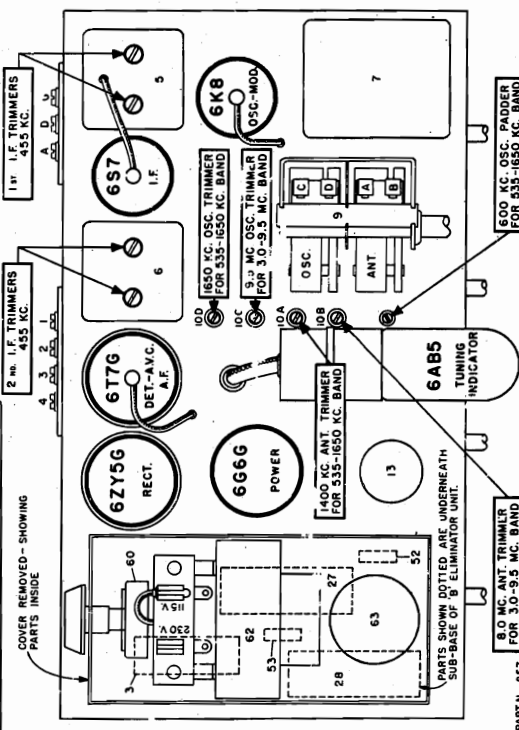 1 ST. I.F. TRIMMERS
455 KC.
2 ND. I.F. TRIMMERS
455 KC.
COVER REMOVED - SHOWING
PARTS INSIDE
A D G
5
6S7
I.F.
6K8
OSC.-MOD.
7
4 3 2 1
6
6T7G
DET.-A.V.C.
A.F.
6ZY5G
RECT.
6G6G
POWER
1650 KC. OSC. TRIMMER
FOR 535-1650 KC. BAND
9.0 MC OSC. TRIMMER
FOR 3.0-9.5 MC. BAND
10D
10C
10A
10B
OSC.
ANT.
C
D
A
B
9
600 KC. OSC. PADDER
FOR 535-1650 KC. BAND
1400 KC. ANT. TRIMMER
FOR 535-1650 KC. BAND
6AB5
TUNING
INDICATOR
13
8.0 MC. ANT. TRIMMER
FOR 3.0-9.5 MC. BAND
60
115V.
230 V.
3
62
53
27
52
63
28
PARTS SHOWN DOTTED ARE UNDERNEATH
SUB-BASE OF 'B' ELIMINATOR UNIT.